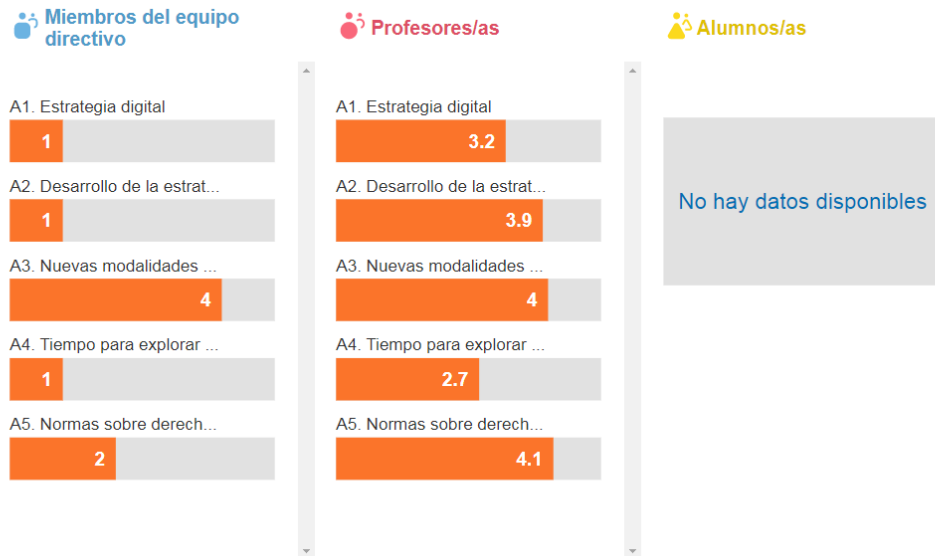 Miembros del equipo
directivo
A1. Estrategia digital
1
A2. Desarrollo de la estrat...
1
A3. Nuevas modalidades ...
4
A4. Tiempo para explorar ...
1
A5. Normas sobre derech...
2
Profesores/as
A1. Estrategia digital
3.2
A2. Desarrollo de la estrat...
3.9
A3. Nuevas modalidades ...
4
A4. Tiempo para explorar ...
2.7
A5. Normas sobre derech...
4.1
Alumnos/as
No hay datos disponibles